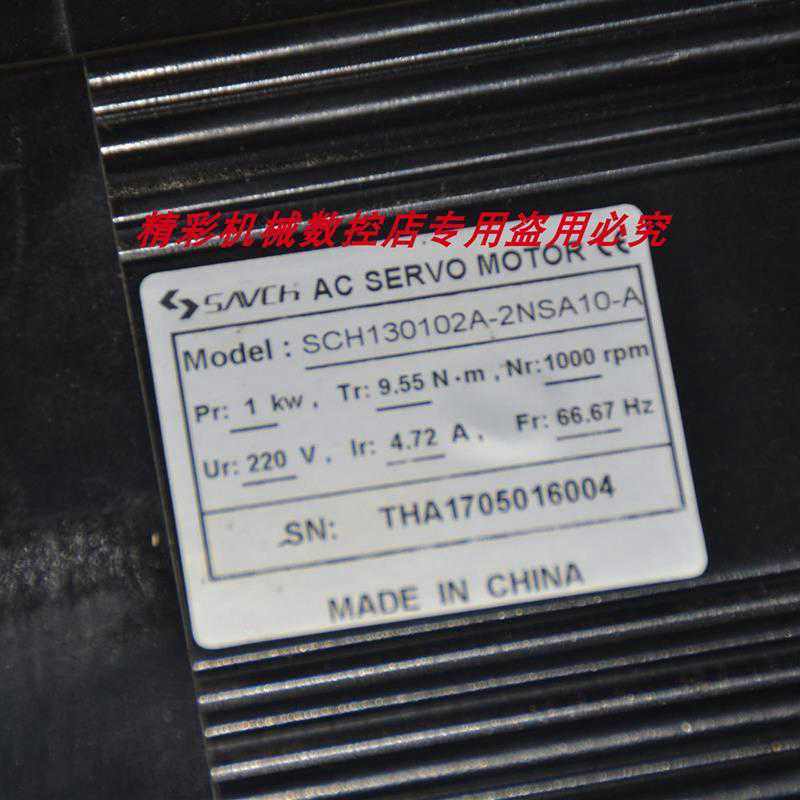 精彩机械数控店专用盗用必究
SAVCH AC SERVO MOTOR CE
Model : SCH130102A-2NSA10-A
Pr: 1 kw , Tr: 9.55 N·m , Nr: 1000 rpm
Ur: 220 V , Ir: 4.72 A , Fr: 66.67 Hz
SN: THA1705016004
MADE IN CHINA